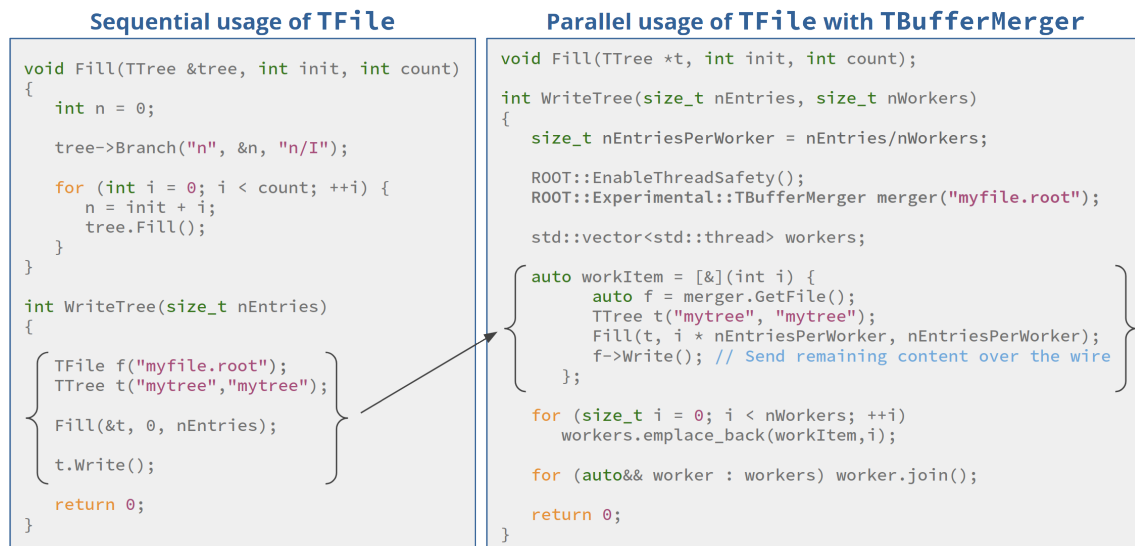 Sequential usage of TFile
void Fill(TTree &tree, int init, int count)
{
   int n = 0;
   tree->Branch("n", &n, "n/I");
   for (int i = 0; i < count; ++i) {
      n = init + i;
      tree.Fill();
   }
}
int WriteTree(size_t nEntries)
{
   TFile f("myfile.root");
   TTree t("mytree","mytree");
   Fill(&t, 0, nEntries);
   t.Write();
   return 0;
}
Parallel usage of TFile with TBufferMerger
void Fill(TTree *t, int init, int count);
int WriteTree(size_t nEntries, size_t nWorkers)
{
   size_t nEntriesPerWorker = nEntries/nWorkers;
   ROOT::EnableThreadSafety();
   ROOT::Experimental::TBufferMerger merger("myfile.root");
   std::vector<std::thread> workers;
   auto workItem = [&](int i) {
         auto f = merger.GetFile();
         TTree t("mytree", "mytree");
         Fill(t, i * nEntriesPerWorker, nEntriesPerWorker);
         f->Write(); // Send remaining content over the wire
      };
   for (size_t i = 0; i < nWorkers; ++i)
      workers.emplace_back(workItem,i);
   for (auto&& worker : workers) worker.join();
   return 0;
}